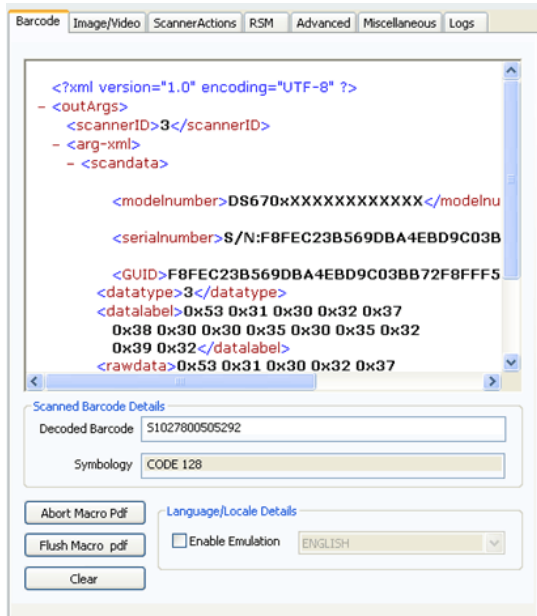 Barcode Image/Video ScannerActions RSM Advanced Miscellaneous Logs
<?xml version="1.0" encoding="UTF-8" ?>
– <outArgs>
<scannerID>3</scannerID>
– <arg-xml>
– <scandata>
<modelnumber>DS670xXXXXXXXXXXXX</modelnu
<serialnumber>S/N:F8FEC23B569DBA4EBD9C03B
<GUID>F8FEC23B569DBA4EBD9C03BB72F8FFF5
<datatype>3</datatype>
<datalabel>0x53 0x31 0x30 0x32 0x37
0x38 0x30 0x30 0x35 0x30 0x35 0x32
0x39 0x32</datalabel>
<rawdata>0x53 0x31 0x30 0x32 0x37
Scanned Barcode Details
Decoded Barcode S1027800505292
Symbology CODE 128
Abort Macro Pdf
Flush Macro pdf
Clear
Language/Locale Details
Enable Emulation ENGLISH